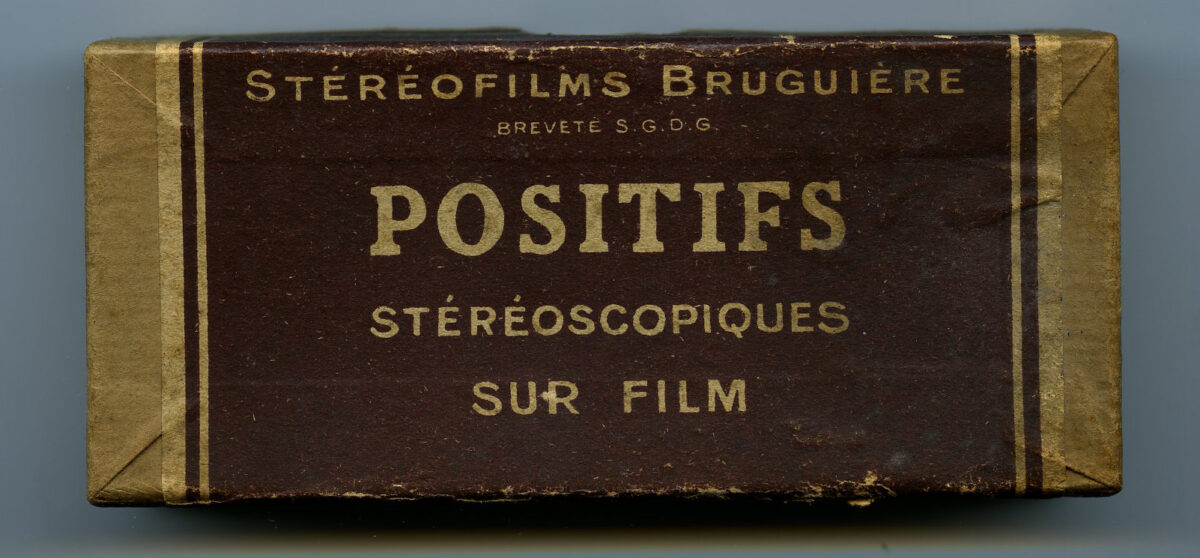 STÉRÉOFILMS BRUGUIÈRE
BREVETÉ S.G.D.G.
POSITIFS
STÉRÉOSCOPIQUES
SUR FILM